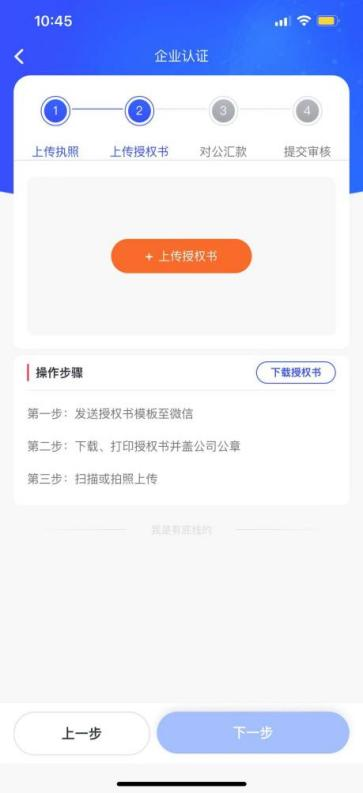 10:45
企业认证
1
2
3
4
上传执照
上传授权书
对公汇款
提交审核
+ 上传授权书
操作步骤
下载授权书
第一步：发送授权书模板至微信
第二步：下载、打印授权书并盖公司公章
第三步：扫描或拍照上传
我是有底线的
上一步
下一步